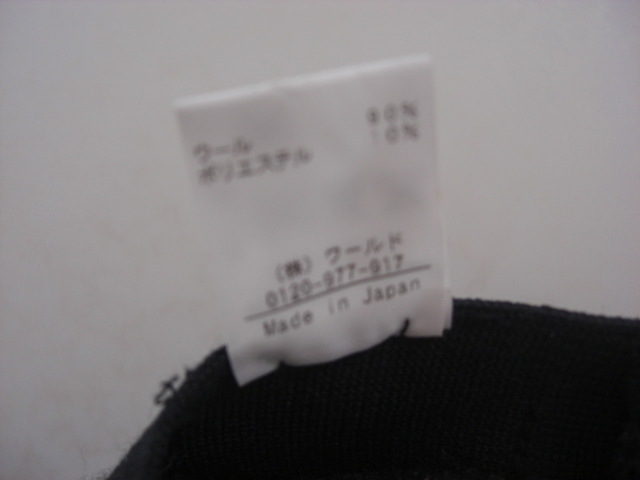 ウール 90%
ポリエステル 10%
(株) ワールド
0120-977-917
Made in Japan